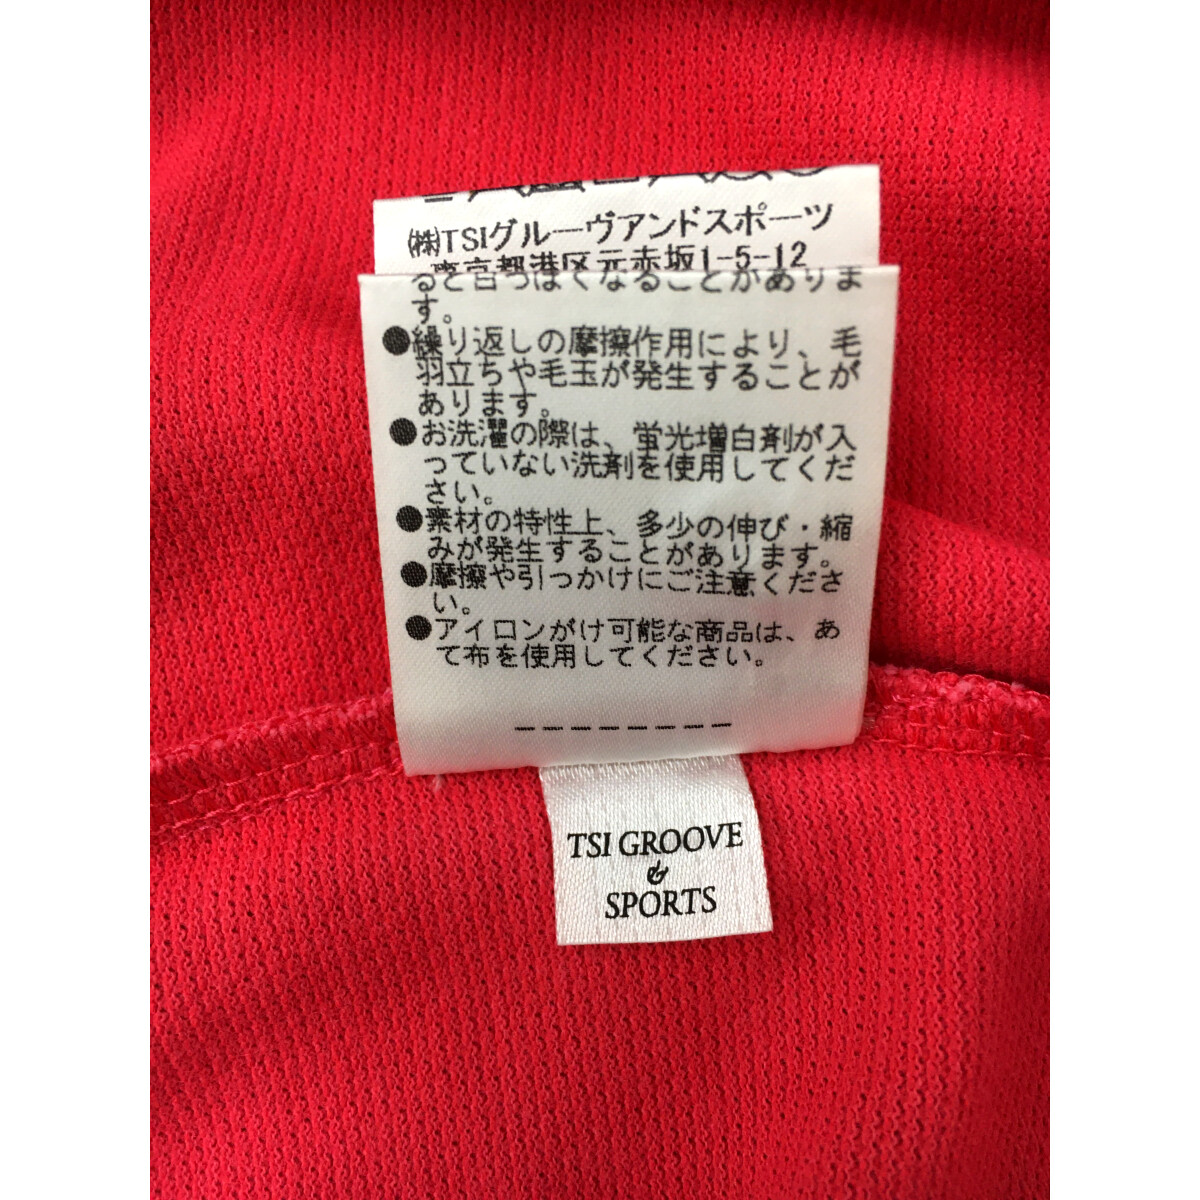 ㈱TSIグルーヴアンドスポーツ
東京都港区元赤坂1-5-12
ると白っぽくなることがありま
す。
●繰り返しの摩擦作用により、毛
羽立ちや毛玉が発生することが
あります。
●お洗濯の際は、蛍光増白剤が入
っていない洗剤を使用してくだ
さい。
●素材の特性上、多少の伸び・縮
みが発生することがあります。
●摩擦や引っかけにご注意くださ
い。
●アイロンがけ可能な商品は、あ
て布を使用してください。
--------
TSI GROOVE
&
SPORTS